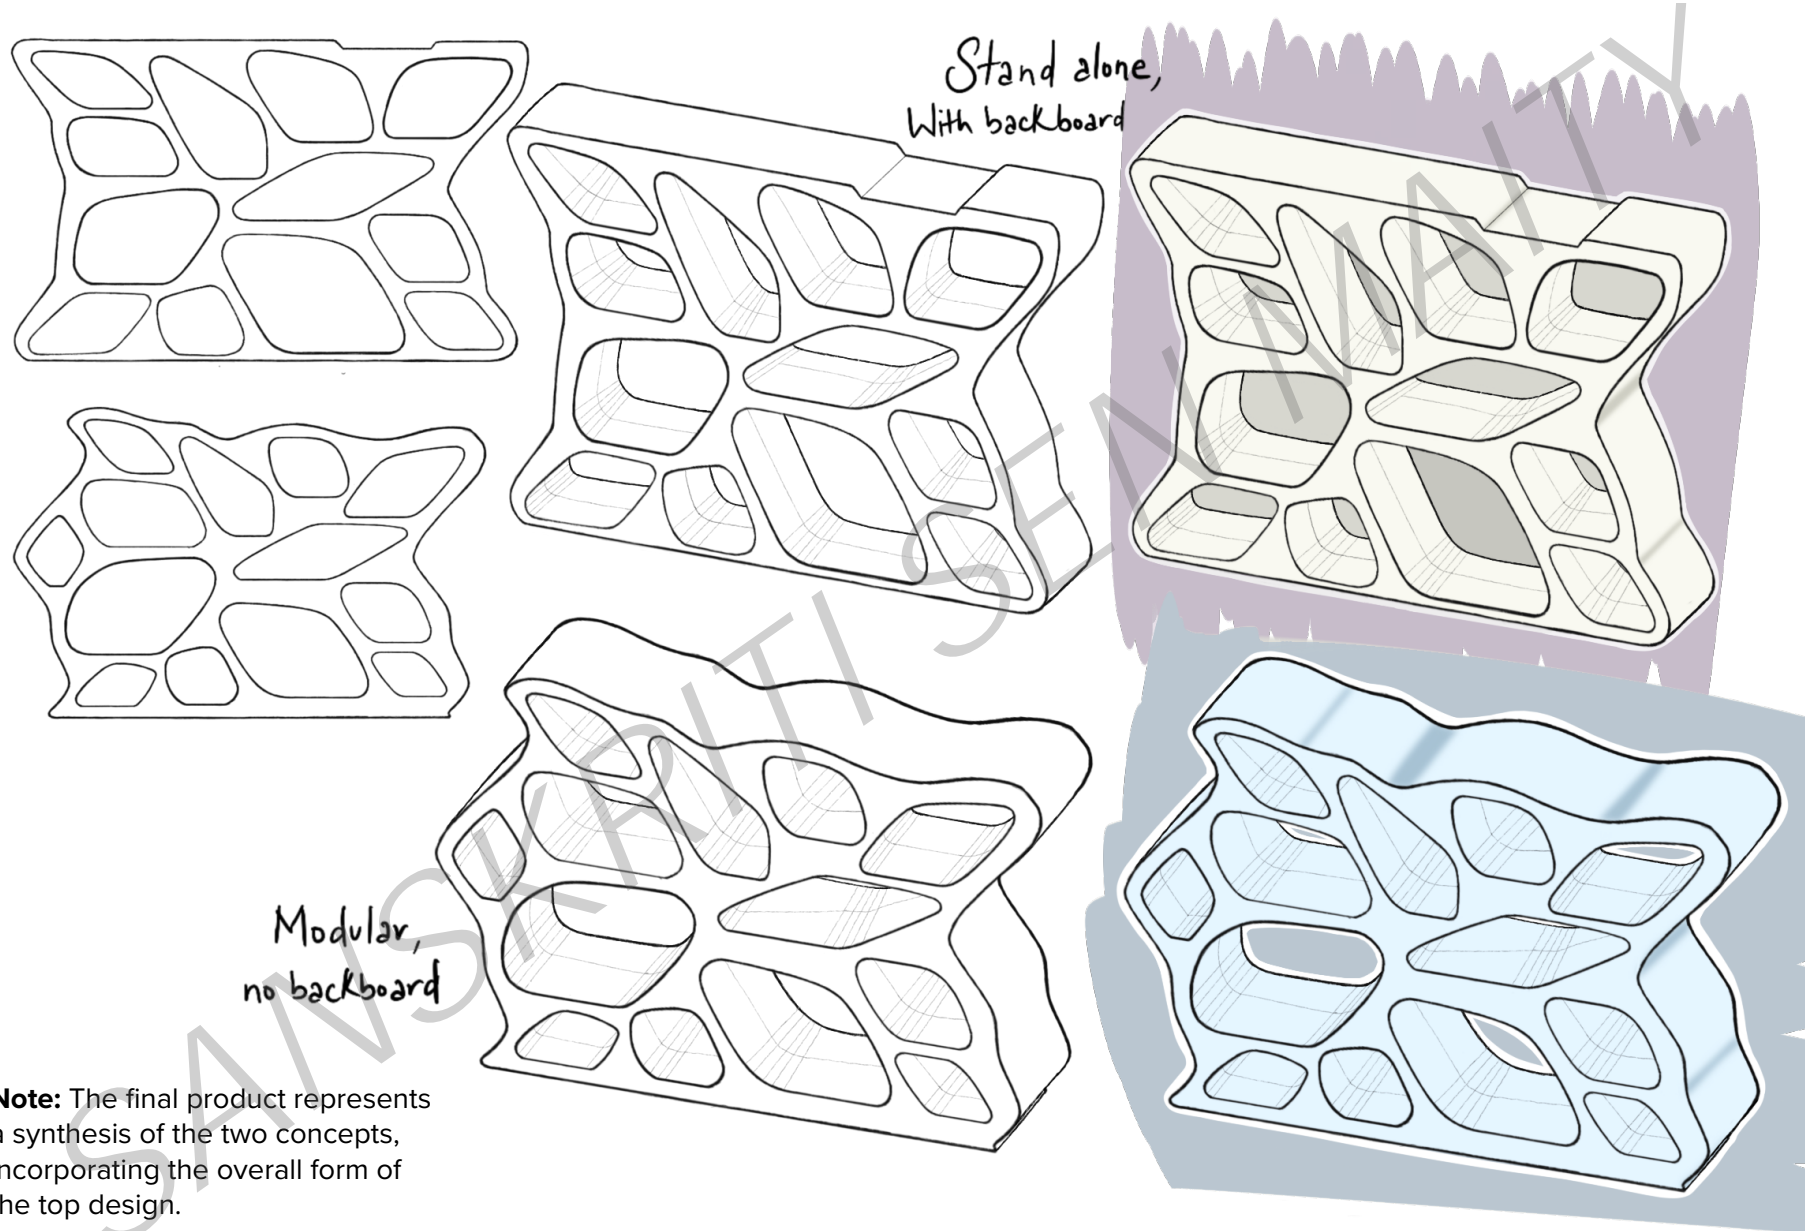 Stand alone,
With backboard
Modular,
no backboard
Note: The final product represents
a synthesis of the two concepts,
incorporating the overall form of
the top design.
SANSKRITI SEN MAITY